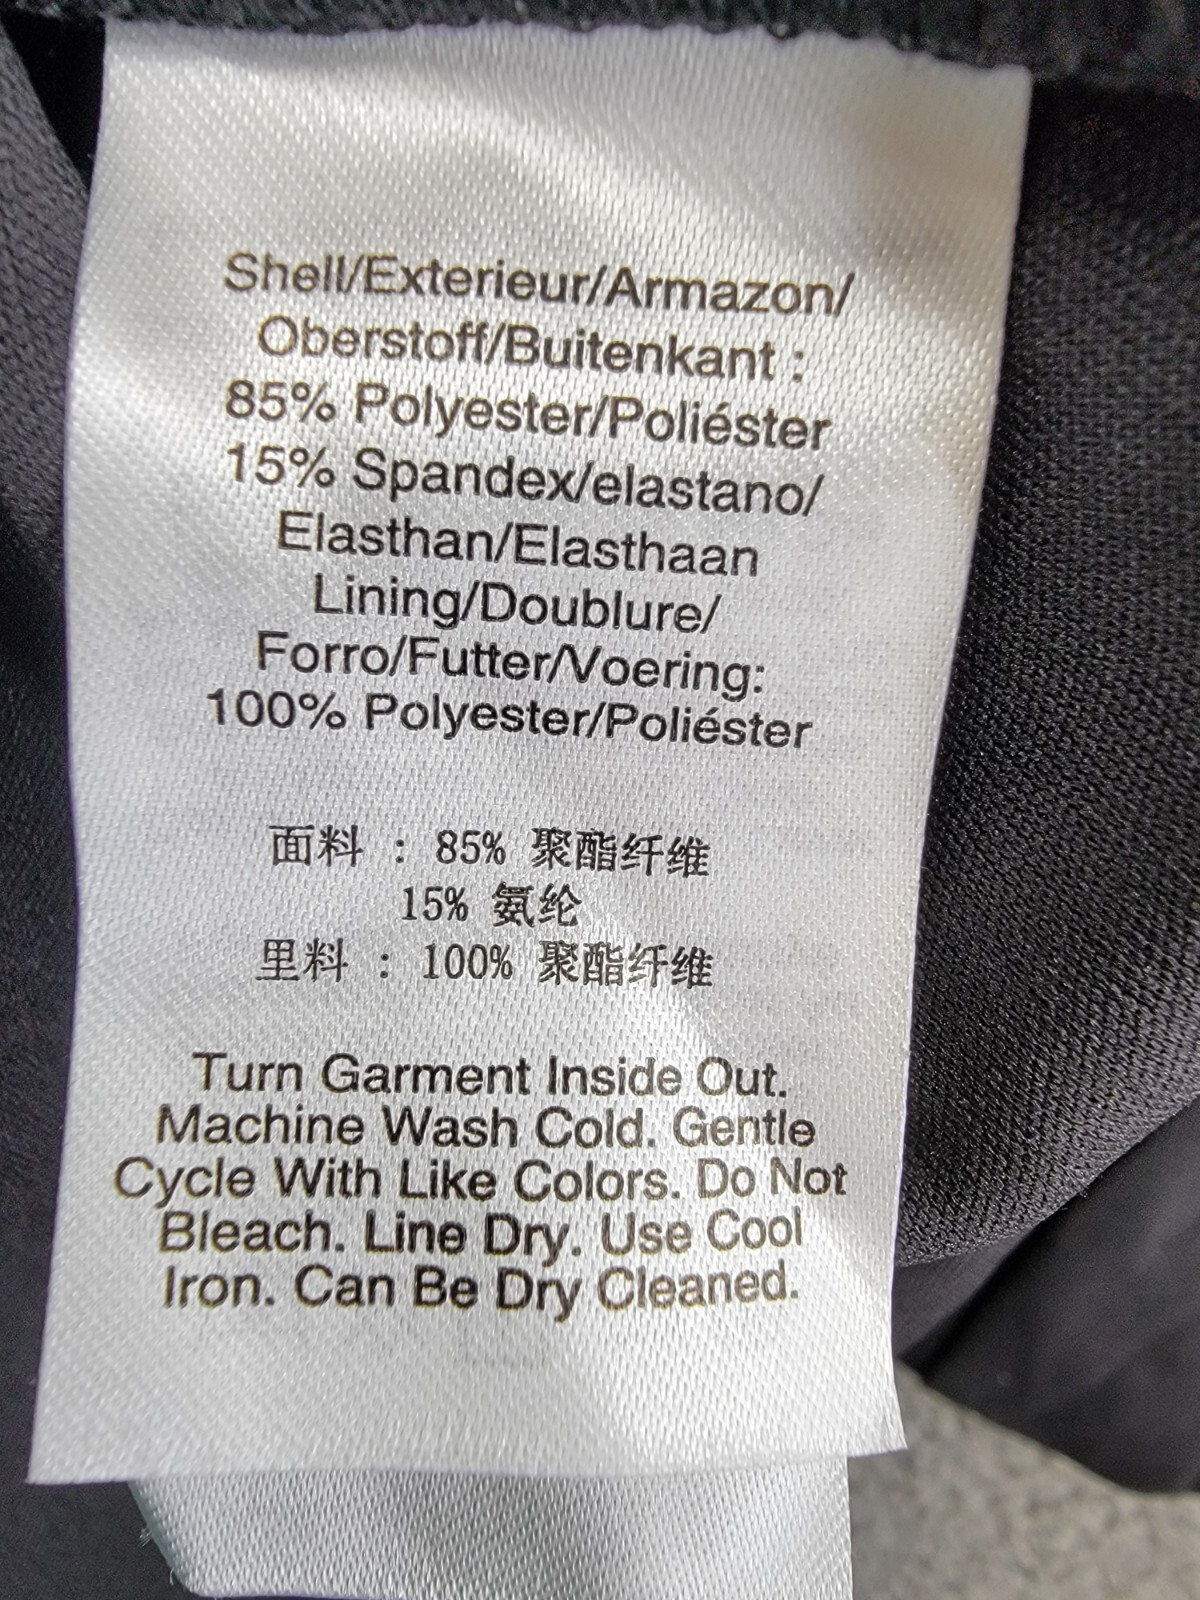 Shell/Exterieur/Armazon/
Oberstoff/Buitenkant :
85% Polyester/Poliéster
15% Spandex/elastano/
Elasthan/Elasthaan
Lining/Doublure/
Forro/Futter/Voering:
100% Polyester/Poliéster
面料 : 85% 聚酯纤维
15% 氨纶
里料 : 100% 聚酯纤维
Turn Garment Inside Out.
Machine Wash Cold. Gentle
Cycle With Like Colors. Do Not
Bleach. Line Dry. Use Cool
Iron. Can Be Dry Cleaned.